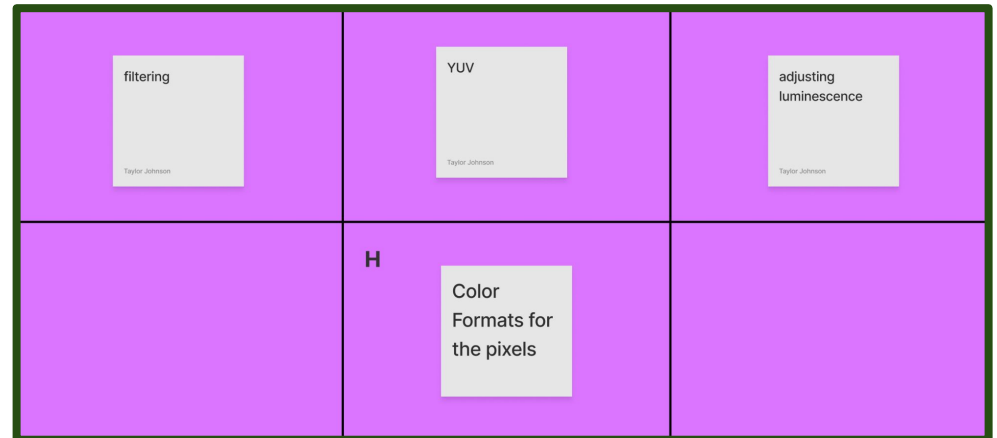 filtering
Taylor Johnson
YUV
Taylor Johnson
adjusting
luminescence
Taylor Johnson
H
Color
Formats for
the pixels